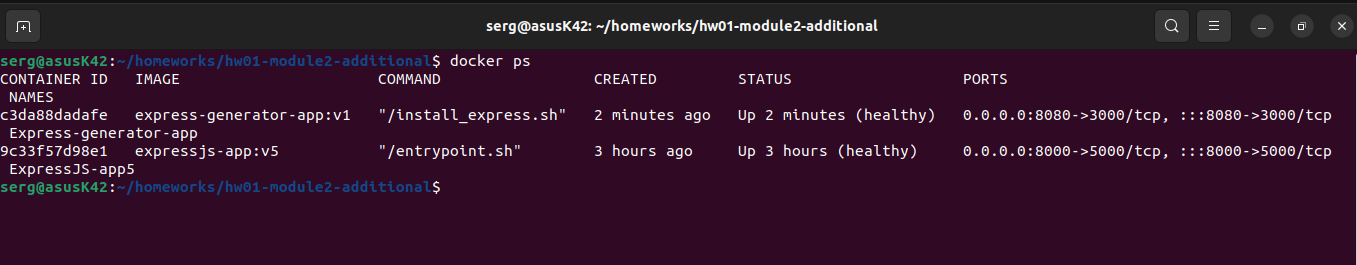 serg@asusK42: ~/homeworks/hw01-module2-additional
serg@asusK42:~/homeworks/hw01-module2-additional$ docker ps
CONTAINER ID   IMAGE                      COMMAND                 CREATED         STATUS                   PORTS
 NAMES
c3da88dadafe   express-generator-app:v1   "/install_express.sh"   2 minutes ago   Up 2 minutes (healthy)   0.0.0.0:8080->3000/tcp, :::8080->3000/tcp
 Express-generator-app
9c33f57d98e1   expressjs-app:v5           "/entrypoint.sh"        3 hours ago     Up 3 hours (healthy)     0.0.0.0:8000->5000/tcp, :::8000->5000/tcp
 ExpressJS-app5
serg@asusK42:~/homeworks/hw01-module2-additional$